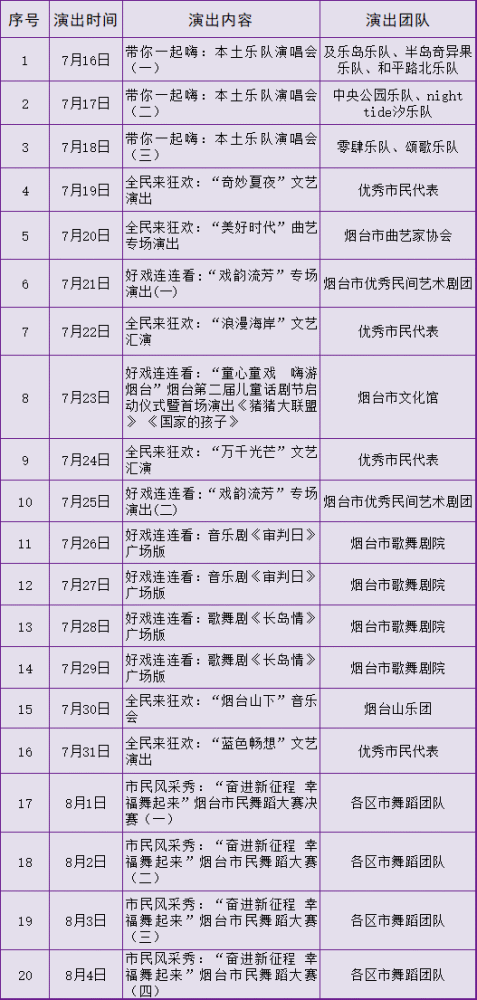 序号 演出时间 演出内容 演出团队
1 7月16日 带你一起嗨：本土乐队演唱会
（一） 及乐岛乐队、半岛奇异果
乐队、和平路北乐队
2 7月17日 带你一起嗨：本土乐队演唱会
（二） 中央公园乐队、night
tide汐乐队
3 7月18日 带你一起嗨：本土乐队演唱会
（三） 零肆乐队、颂歌乐队
4 7月19日 全民来狂欢：“奇妙夏夜”文艺
演出 优秀市民代表
5 7月20日 全民来狂欢：“美好时代”曲艺
专场演出 烟台市曲艺家协会
6 7月21日 好戏连连看：“戏韵流芳”专场
演出(一) 烟台市优秀民间艺术剧团
7 7月22日 全民来狂欢：“浪漫海岸”文艺
汇演 优秀市民代表
8 7月23日 好戏连连看：“童心童戏 嗨游
烟台”烟台第二届儿童话剧节启
动仪式暨首场演出《猪猪大联盟
》《国家的孩子》 烟台市文化馆
9 7月24日 全民来狂欢：“万千光芒”文艺
汇演 优秀市民代表
10 7月25日 好戏连连看：“戏韵流芳”专场
演出(二) 烟台市优秀民间艺术剧团
11 7月26日 好戏连连看：音乐剧《审判日》
广场版 烟台市歌舞剧院
12 7月27日 好戏连连看：音乐剧《审判日》
广场版 烟台市歌舞剧院
13 7月28日 好戏连连看：歌舞剧《长岛情》
广场版 烟台市歌舞剧院
14 7月29日 好戏连连看：歌舞剧《长岛情》
广场版 烟台市歌舞剧院
15 7月30日 全民来狂欢：“烟台山下”音乐
会 烟台山乐团
16 7月31日 全民来狂欢：“蓝色畅想”文艺
演出 优秀市民代表
17 8月1日 市民风采秀：“奋进新征程 幸
福舞起来”烟台市民舞蹈大赛决
赛（一） 各区市舞蹈团队
18 8月2日 市民风采秀：“奋进新征程 幸
福舞起来”烟台市民舞蹈大赛
（二） 各区市舞蹈团队
19 8月3日 市民风采秀：“奋进新征程 幸
福舞起来”烟台市民舞蹈大赛
（三） 各区市舞蹈团队
20 8月4日 市民风采秀：“奋进新征程 幸
福舞起来”烟台市民舞蹈大赛
（四） 各区市舞蹈团队